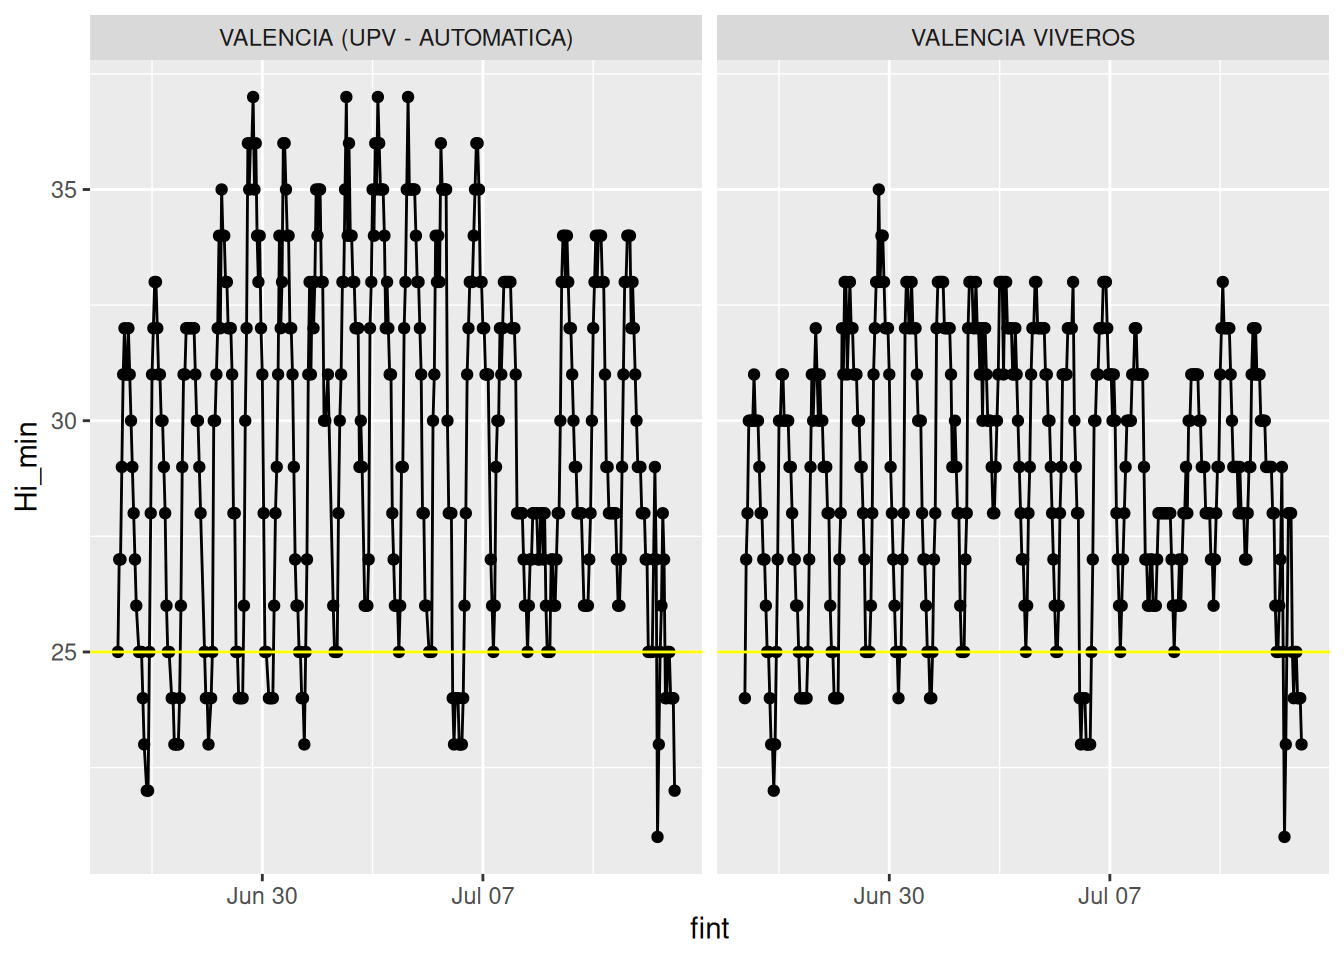 VALENCIA (UPV - AUTOMATICA)
VALENCIA VIVEROS
Hi_min
35
30
25
Jun 30
Jul 07
Jun 30
Jul 07
fint